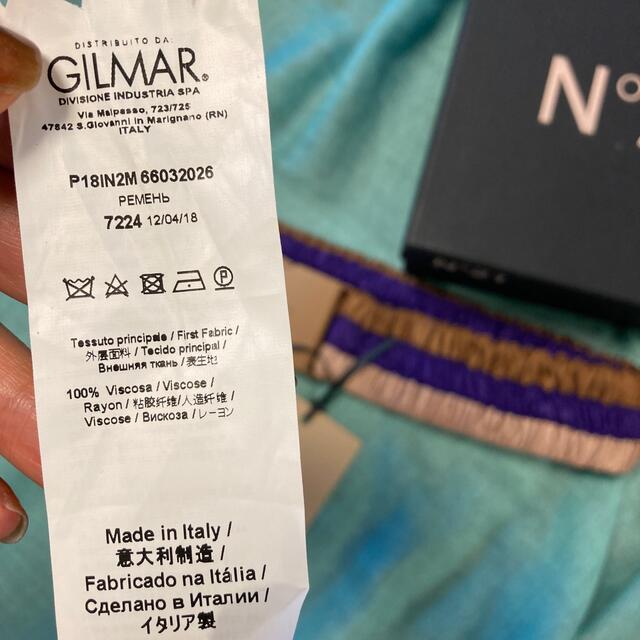 DISTRIBUITO DA:
GILMAR®
DIVISIONE INDUSTRIA SPA
Via Malpasso, 723/725
47842 S.Giovanni in Marignano (RN)
ITALY
P18IN2M 66032026
РЕМЕНЬ
7224 12/04/18
P
Tessuto principale / First Fabric /
外层面料 / Tecido principal /
Внешняя ткань / 表生地
100% Viscosa / Viscose /
Rayon / 粘胶纤维/人造纤维 /
Viscose / Вискоза / レーヨン
Made in Italy /
意大利制造 /
Fabricado na Itália /
Сделано в Италии /
イタリア製
N°